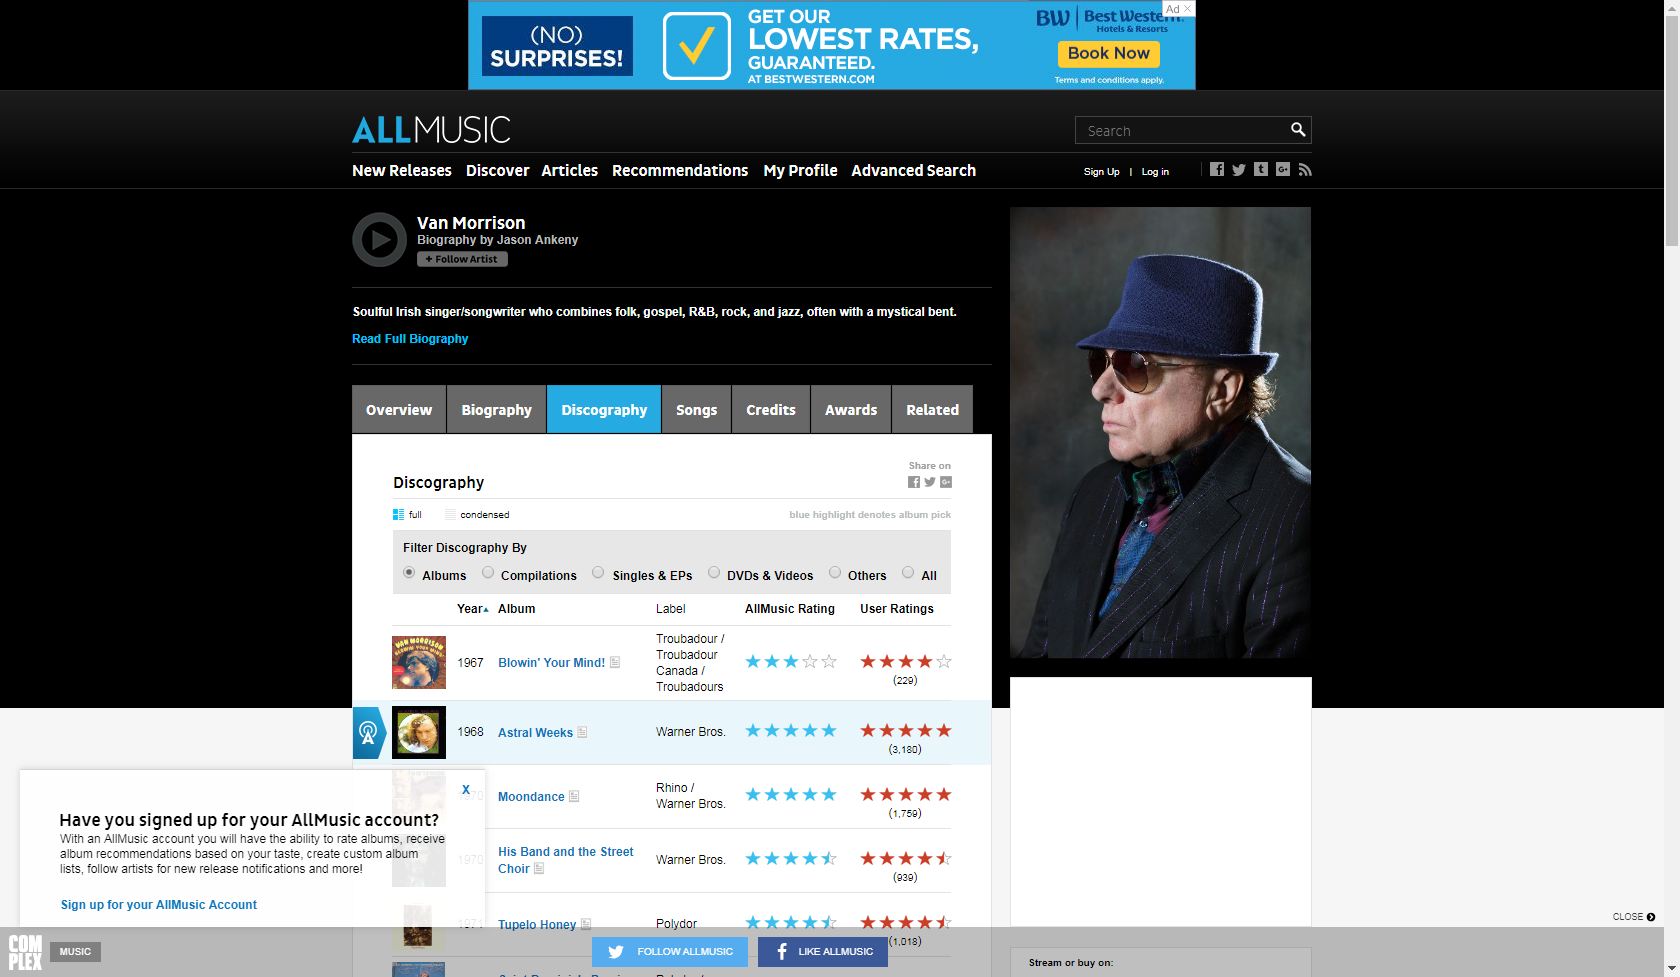 (NO)
SURPRISES!
GET OUR
LOWEST RATES,
GUARANTEED.
AT BESTWESTERN.COM
BW Best Western
Hotels & Resorts
Book Now
Terms and conditions apply.
Ad
ALLMUSIC
Search
New Releases Discover Articles Recommendations My Profile Advanced Search
Sign Up | Log in
Van Morrison
Biography by Jason Ankeny
+ Follow Artist
Soulful Irish singer/songwriter who combines folk, gospel, R&B, rock, and jazz, often with a mystical bent.
Read Full Biography
Overview Biography Discography Songs Credits Awards Related
Share on
Discography
full condensed blue highlight denotes album pick
Filter Discography By
Albums Compilations Singles & EPs DVDs & Videos Others All
Year Album Label AllMusic Rating User Ratings
VAN MORRISON
BLOWIN' YOUR MIND!
1967 Blowin' Your Mind! Troubadour /
Troubadour
Canada /
Troubadours
(229)
1968 Astral Weeks Warner Bros.
(3,180)
1970 Moondance Rhino /
Warner Bros.
(1,759)
1970 His Band and the Street
Choir Warner Bros.
(939)
1971 Tupelo Honey Polydor
(1,018)
X
Have you signed up for your AllMusic account?
With an AllMusic account you will have the ability to rate albums, receive
album recommendations based on your taste, create custom album
lists, follow artists for new release notifications and more!
Sign up for your AllMusic Account
CLOSE
COMPLEX
MUSIC
FOLLOW ALLMUSIC
LIKE ALLMUSIC
Stream or buy on: